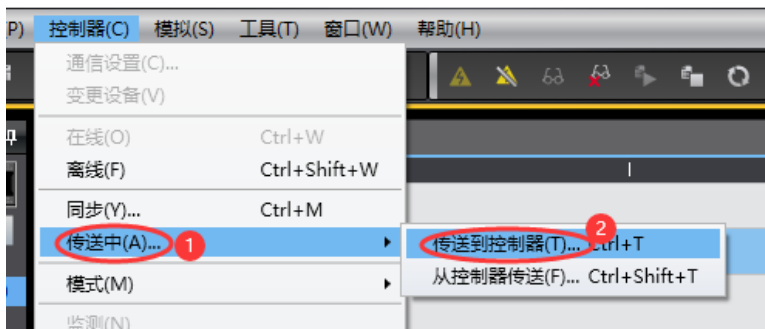 P) 控制器(C) 模拟(S) 工具(T) 窗口(W) 帮助(H)
通信设置(C)...
变更设备(V)
在线(O) Ctrl+W
离线(F) Ctrl+Shift+W
同步(Y)... Ctrl+M
传送中(A)... 1
2
传送到控制器(T)... Ctrl+T
从控制器传送(F)... Ctrl+Shift+T
模式(M)
监测(N)